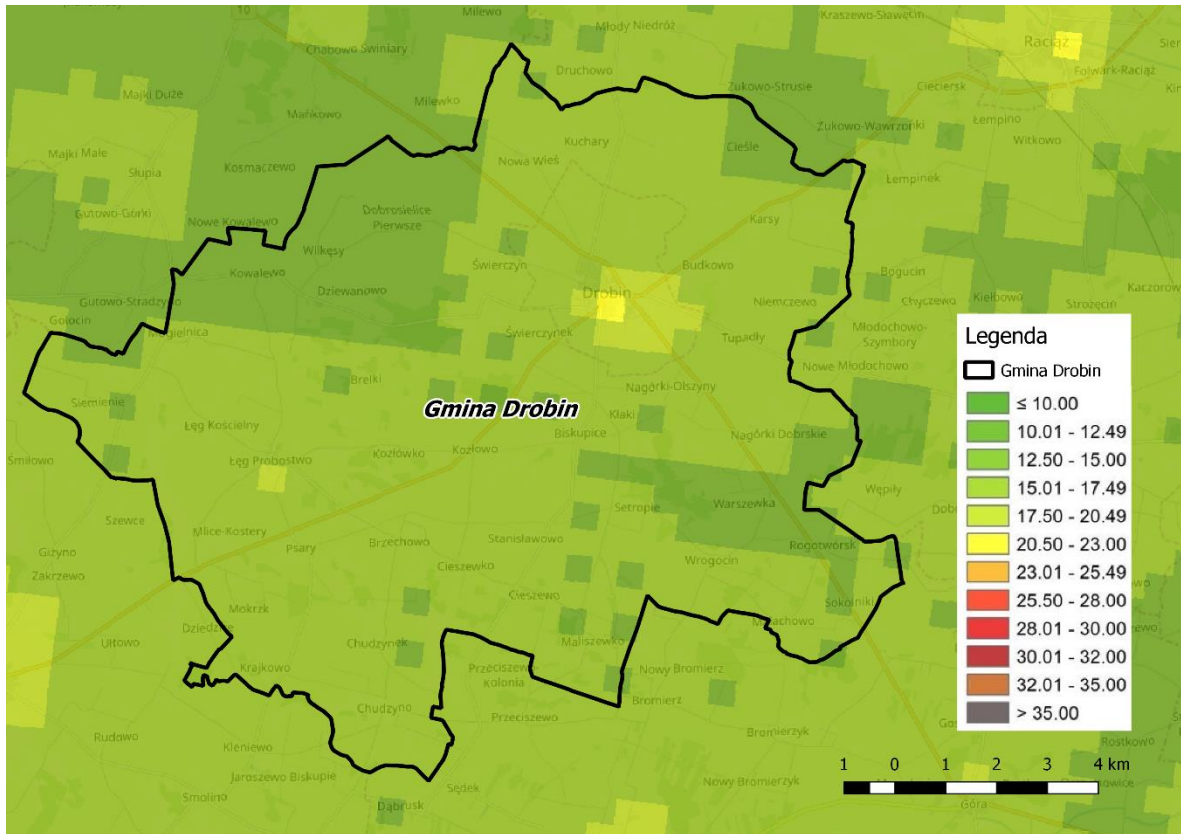 10
Milewo
Młody Niedróż
Kraszewo-Sławęcin
Raciąż
Chabowo Świniary
Druchowo
Żukowo-Strusie
Folwark-Raciąż
Majki Duże
Milewko
Cieciersk
Mańkowo
Łempino
Kuchary
Żukowo-Wawrzonki
Witkowo
Majki Małe
Słupia
Kosmaczewo
Nowa Wieś
Cieśle
Łempinek
Gutowo-Górki
Nowe Kowalewo
Dobrosielice
Pierwsze
Karsy
Wilkęsy
Kowalewo
Świerczyn
Budkowo
Bogucin
Dziewanowo
Drobin
Kiełbowo
Kaczorowy
Gutowo-Stradzyno
Niemczewo
Chyczewo
Strożęcin
Gołocin
Mogielnica
Świerczynek
Tupadły
Młodochowo-
Szymbory
Nowe Młodochowo
Brelki
Nagórki-Olszyny
Siemienie
Gmina Drobin
Łęg Kościelny
Kłaki
Biskupice
Nagórki Dobrskie
Śmiłowo
Łęg Probostwo
Kozłówko
Kozłowo
Wępiły
Szewce
Setropie
Warszewka
Mlice-Kostery
Giżyno
Psary
Brzechowo
Stanisławowo
Rogotwórsk
Zakrzewo
Cieszewko
Wrogocin
Mokrzk
Cieszewo
Sokolniki
Ułtowo
Dziedzice
Chudzynek
Maliszewko
Krajkowo
Przeciszewo-
Kolonia
Nowy Bromierz
Chudzyno
Bromierz
Przeciszewo
Rudowo
Kleniewo
Bromierzyk
Rostkowo
Jaroszewo Biskupie
Sędek
Nowy Bromierzyk
Smolino
Dąbrusk
Góra
Legenda
Gmina Drobin
≤ 10.00
10.01 - 12.49
12.50 - 15.00
15.01 - 17.49
17.50 - 20.49
20.50 - 23.00
23.01 - 25.49
25.50 - 28.00
28.01 - 30.00
30.01 - 32.00
32.01 - 35.00
> 35.00
1 0 1 2 3 4 km